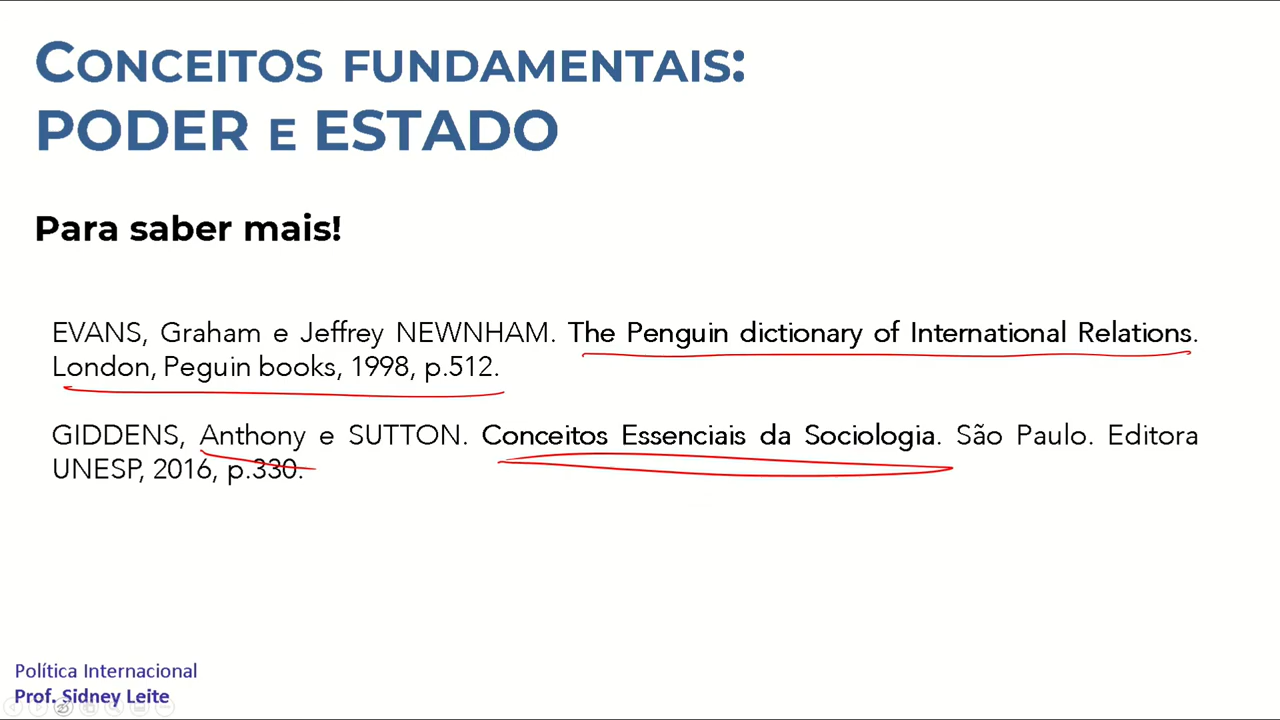 CONCEITOS FUNDAMENTAIS:
PODER E ESTADO
Para saber mais!
EVANS, Graham e Jeffrey NEWNHAM. The Penguin dictionary of International Relations.
London, Peguin books, 1998, p.512.
GIDDENS, Anthony e SUTTON. Conceitos Essenciais da Sociologia. São Paulo. Editora
UNESP, 2016, p.330.
Política Internacional
Prof. Sidney Leite